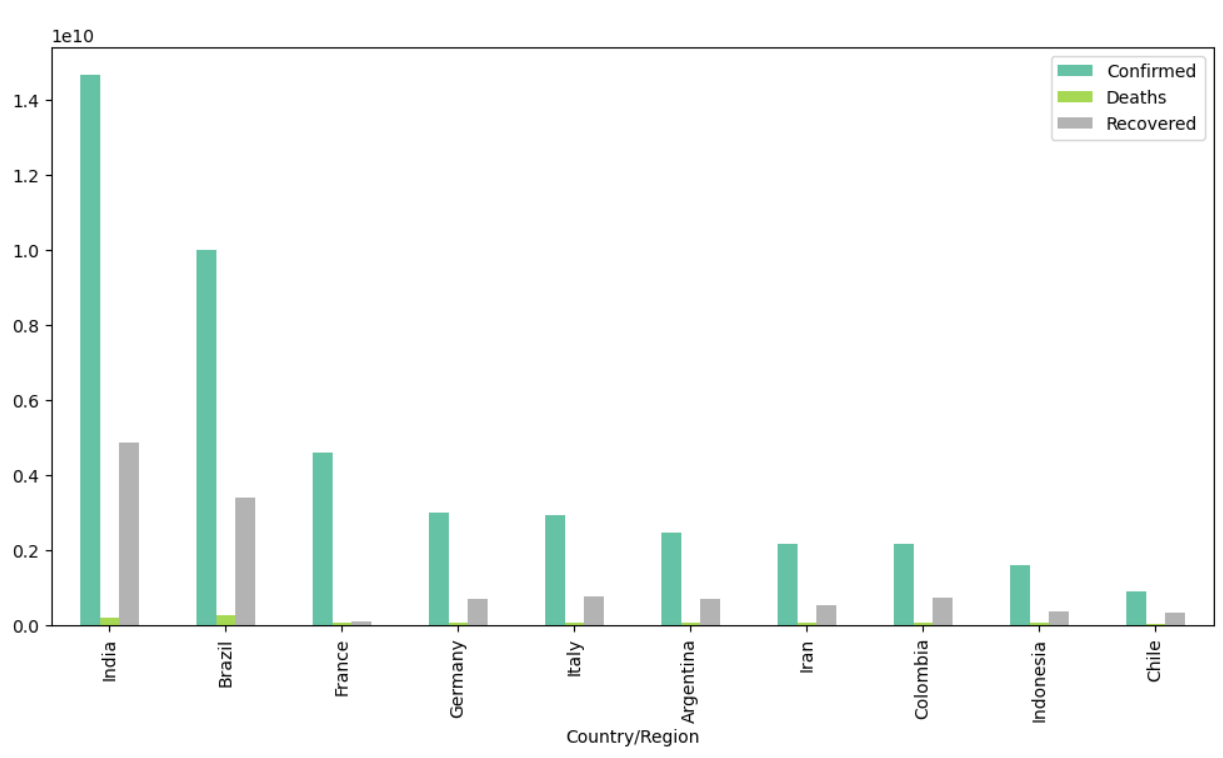 1e10
Confirmed
Deaths
Recovered
1.4
1.2
1.0
0.8
0.6
0.4
0.2
0.0
India
Brazil
France
Germany
Italy
Argentina
Iran
Colombia
Indonesia
Chile
Country/Region